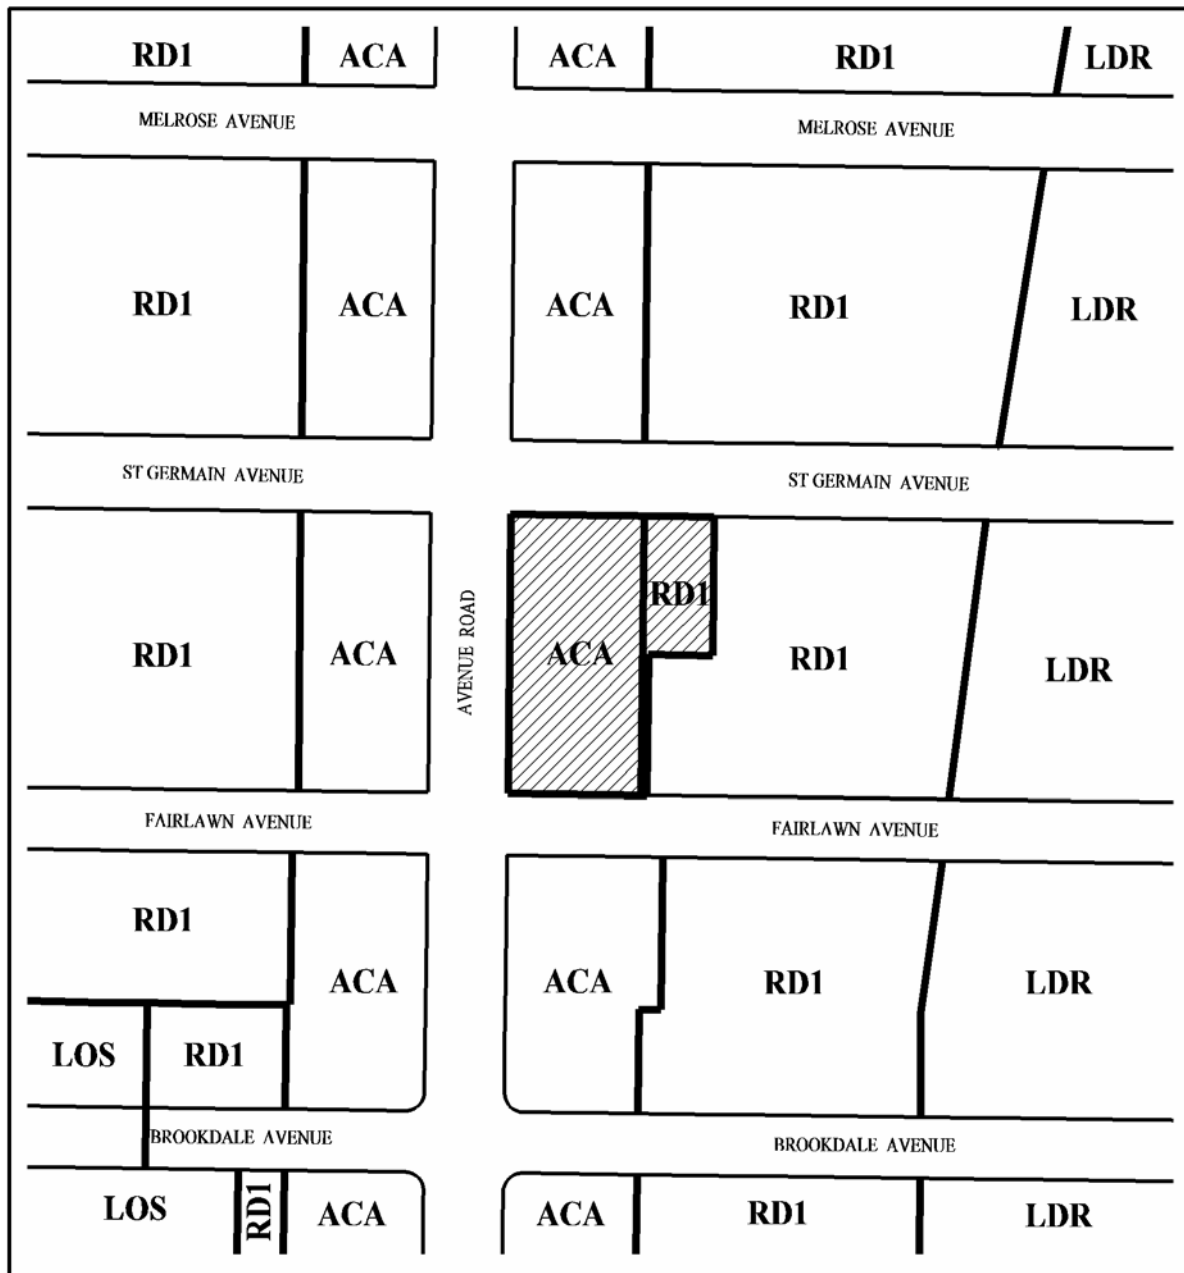 RD1 ACA ACA RD1 LDR
MELROSE AVENUE MELROSE AVENUE
RD1 ACA ACA RD1 LDR
ST GERMAIN AVENUE ST GERMAIN AVENUE
RD1
AVENUE ROAD
RD1 ACA ACA RD1 LDR
FAIRLAWN AVENUE FAIRLAWN AVENUE
RD1
ACA ACA RD1 LDR
LOS RD1
BROOKDALE AVENUE BROOKDALE AVENUE
LOS RD1 ACA ACA RD1 LDR